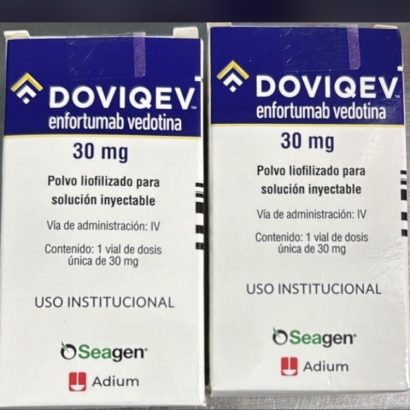 DOVIQEV™
enfortumab vedotina
30 mg
Polvo liofilizado para
solución inyectable
Vía de administración: IV
Contenido: 1 vial de dosis
única de 30 mg
USO INSTITUCIONAL
Seagen®
Adium
DOVIQEV™
enfortumab vedotina
30 mg
Polvo liofilizado para
solución inyectable
Vía de administración: IV
Contenido: 1 vial de dosis
única de 30 mg
USO INSTITUCIONAL
Seagen®
Adium